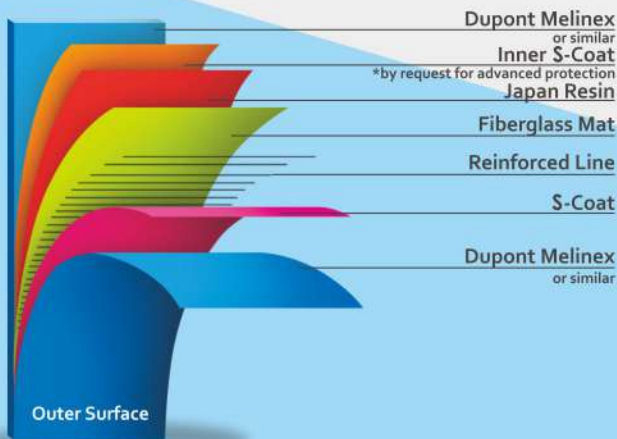 Dupont Melinex
or similar
Inner S-Coat
*by request for advanced protection
Japan Resin
Fiberglass Mat
Reinforced Line
S-Coat
Dupont Melinex
or similar
Outer Surface